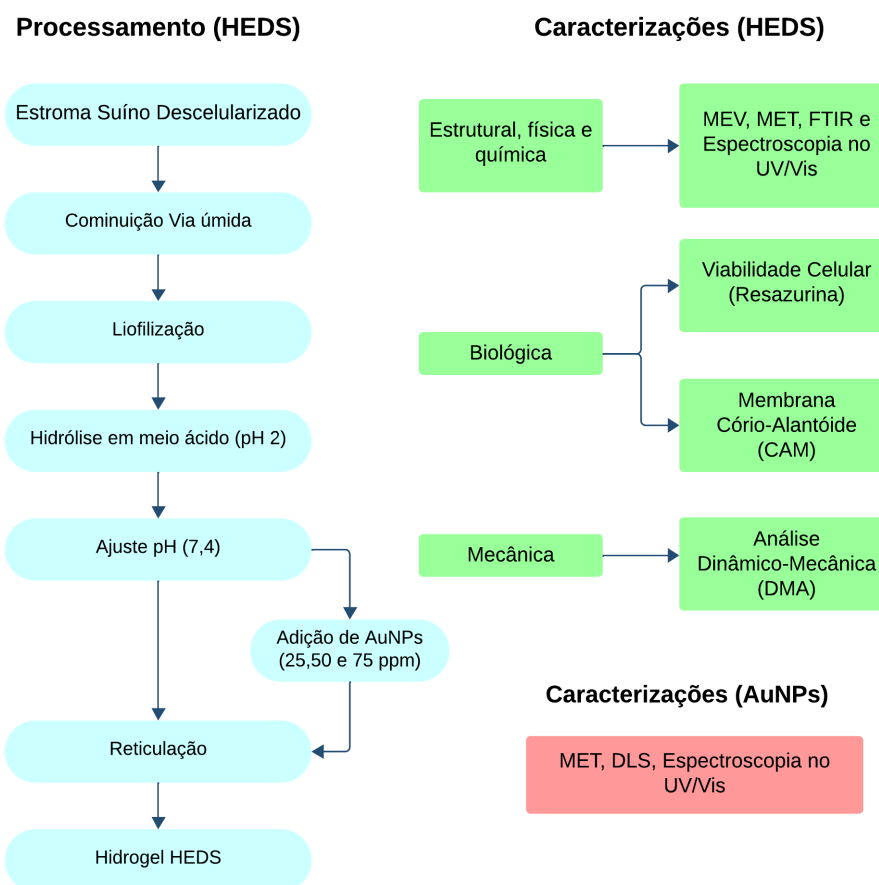 Processamento (HEDS)
Estroma Suíno Descelularizado
Cominuição Via úmida
Liofilização
Hidrólise em meio ácido (pH 2)
Ajuste pH (7,4)
Adição de AuNPs
(25,50 e 75 ppm)
Reticulação
Hidrogel HEDS
Caracterizações (HEDS)
Estrutural, física e
química
MEV, MET, FTIR e
Espectroscopia no
UV/Vis
Biológica
Viabilidade Celular
(Resazurina)
Membrana
Cório-Alantóide
(CAM)
Mecânica
Análise
Dinâmico-Mecânica
(DMA)
Caracterizações (AuNPs)
MET, DLS, Espectroscopia no
UV/Vis